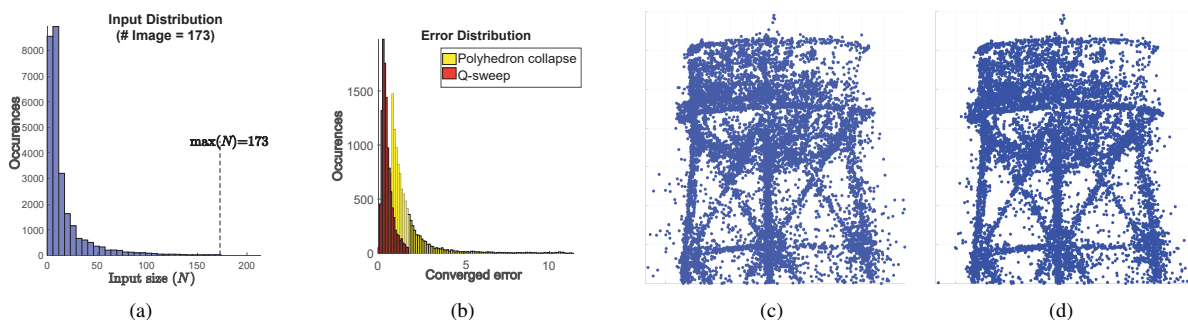 Input Distribution
(# Image = 173)
Occurences
8000
7000
6000
5000
4000
3000
2000
1000
0
max(N)=173
0 50 100 150 200
Input size (N)
(a)
Error Distribution
Polyhedron collapse
Q-sweep
Occurences
1500
1000
500
0
0 5 10
Converged error
(b)
(c)
(d)